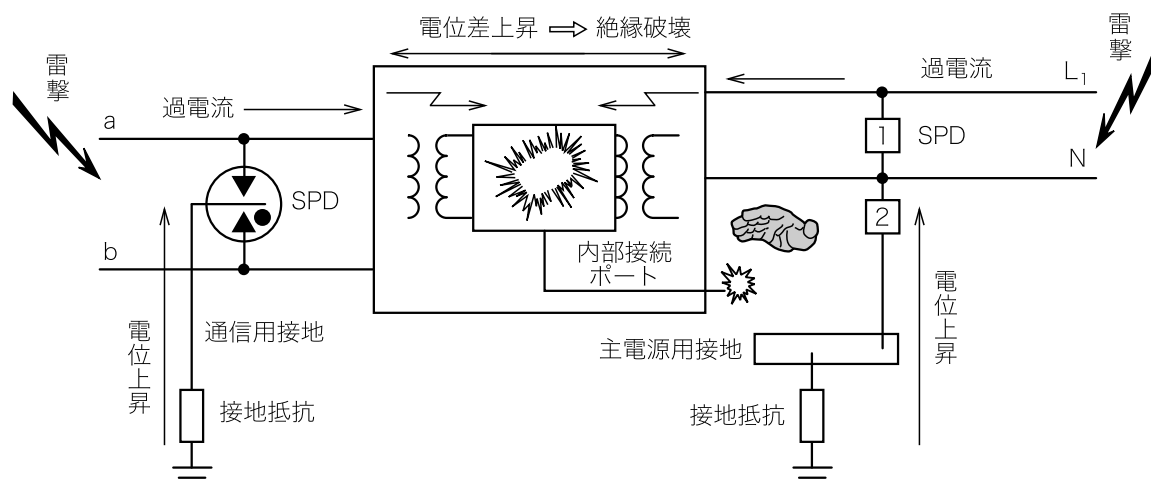 電位差上昇 ⇨ 絶縁破壊
雷撃
過電流
a
SPD
b
電位上昇
通信用接地
接地抵抗
内部接続
ポート
過電流
L1
雷撃
1
SPD
N
2
電位上昇
主電源用接地
接地抵抗